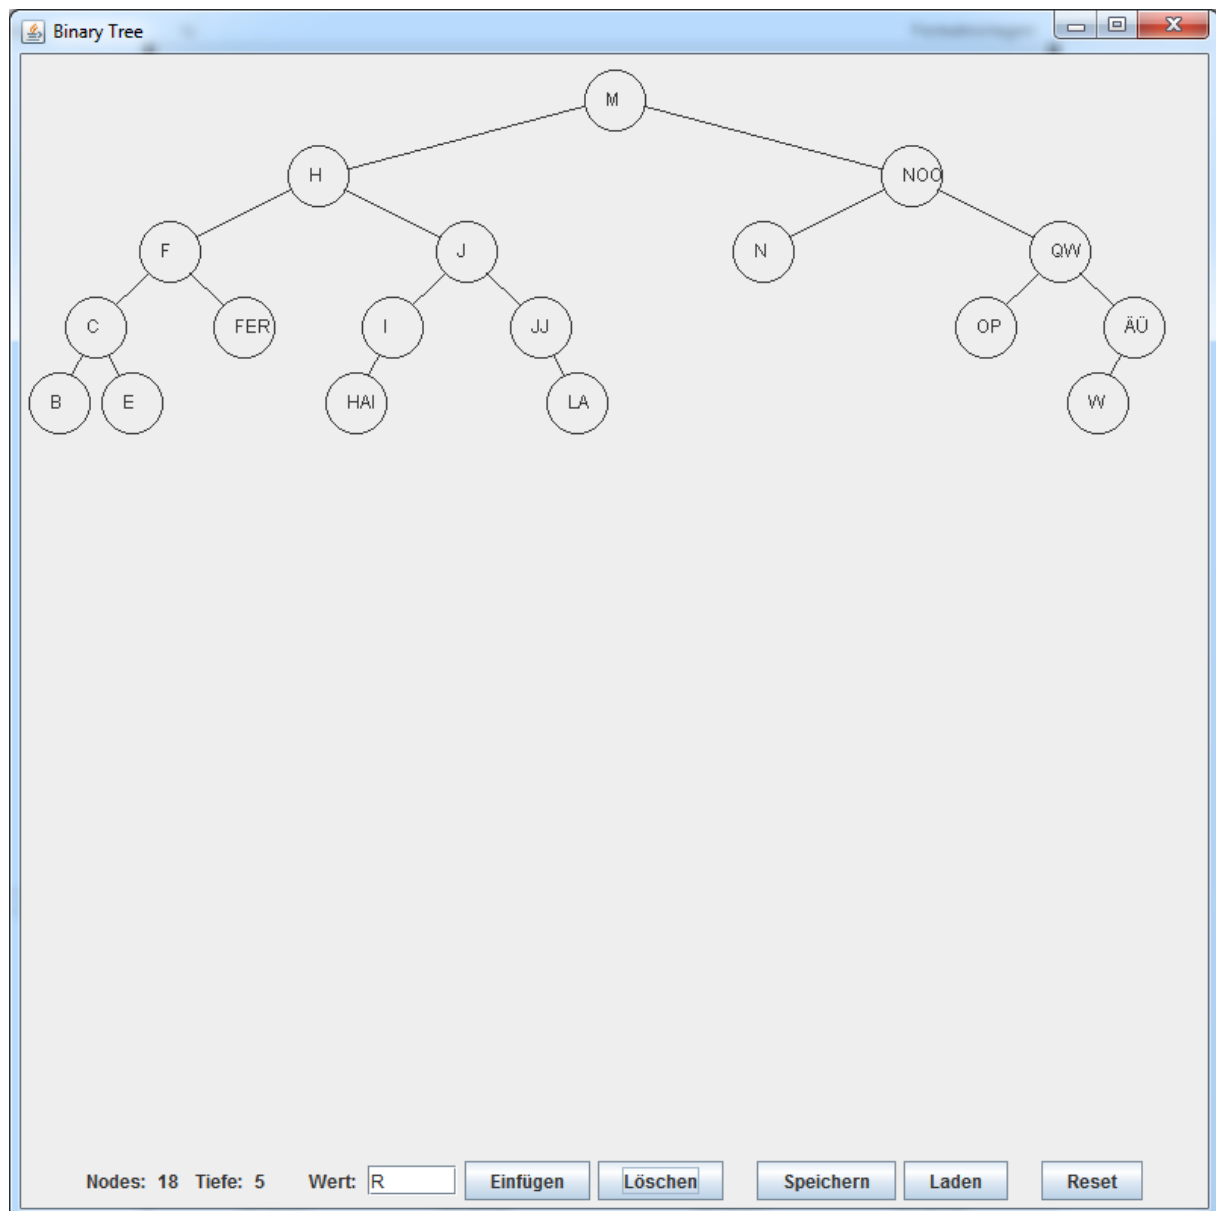 Binary Tree
M
H NOO
F J N QW
C FER I JJ OP ÄÜ
B E HAI LA W
Nodes: 18 Tiefe: 5 Wert: R Einfügen Löschen Speichern Laden Reset